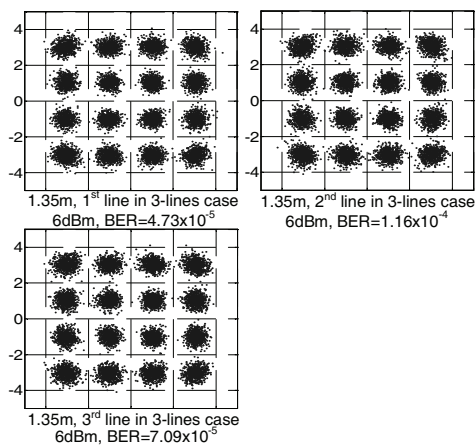 4
2
0
-2
-4
1.35m, 1st line in 3-lines case
6dBm, BER=4.73x10-5
4
2
0
-2
-4
1.35m, 2nd line in 3-lines case
6dBm, BER=1.16x10-4
4
2
0
-2
-4
1.35m, 3rd line in 3-lines case
6dBm, BER=7.09x10-5